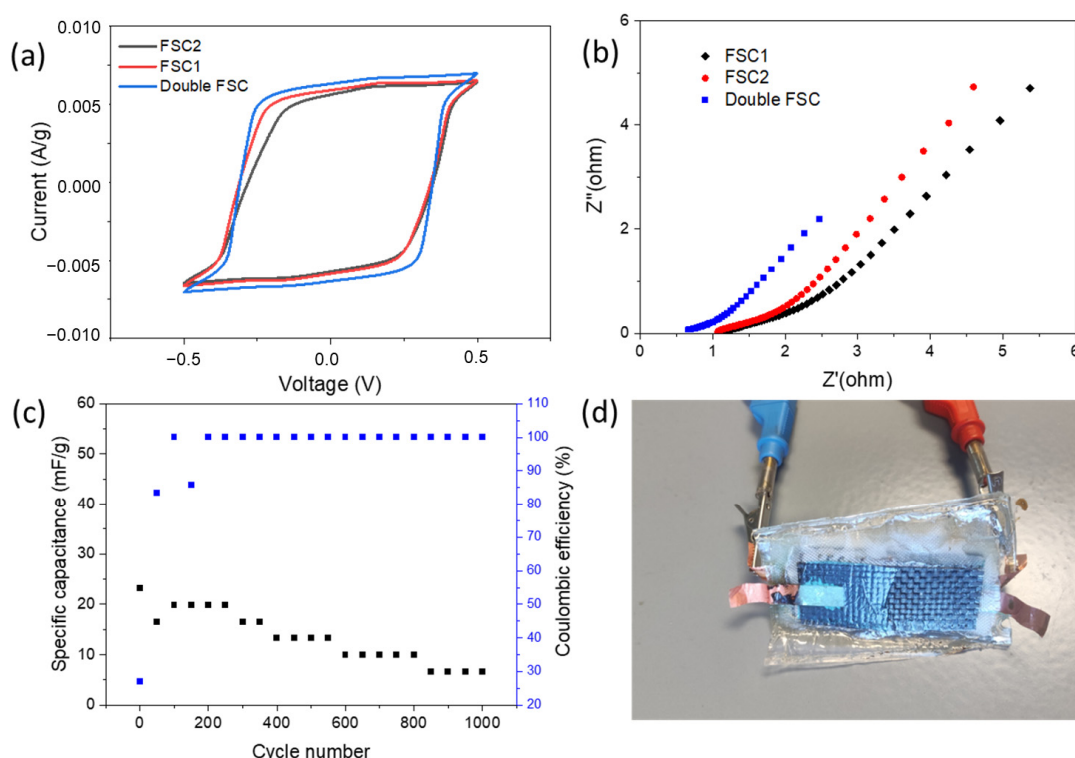 (a)
0.010
0.005
0.000
−0.005
−0.010
Current (A/g)
FSC2
FSC1
Double FSC
−0.5
0.0
0.5
Voltage (V)
(b)
6
4
2
0
Z"(ohm)
FSC1
FSC2
Double FSC
0
1
2
3
4
5
6
Z'(ohm)
(c)
60
50
40
30
20
10
0
Specific capacitance (mF/g)
110
100
90
80
70
60
50
40
30
20
Coulombic efficiency (%)
0
200
400
600
800
1000
Cycle number
(d)